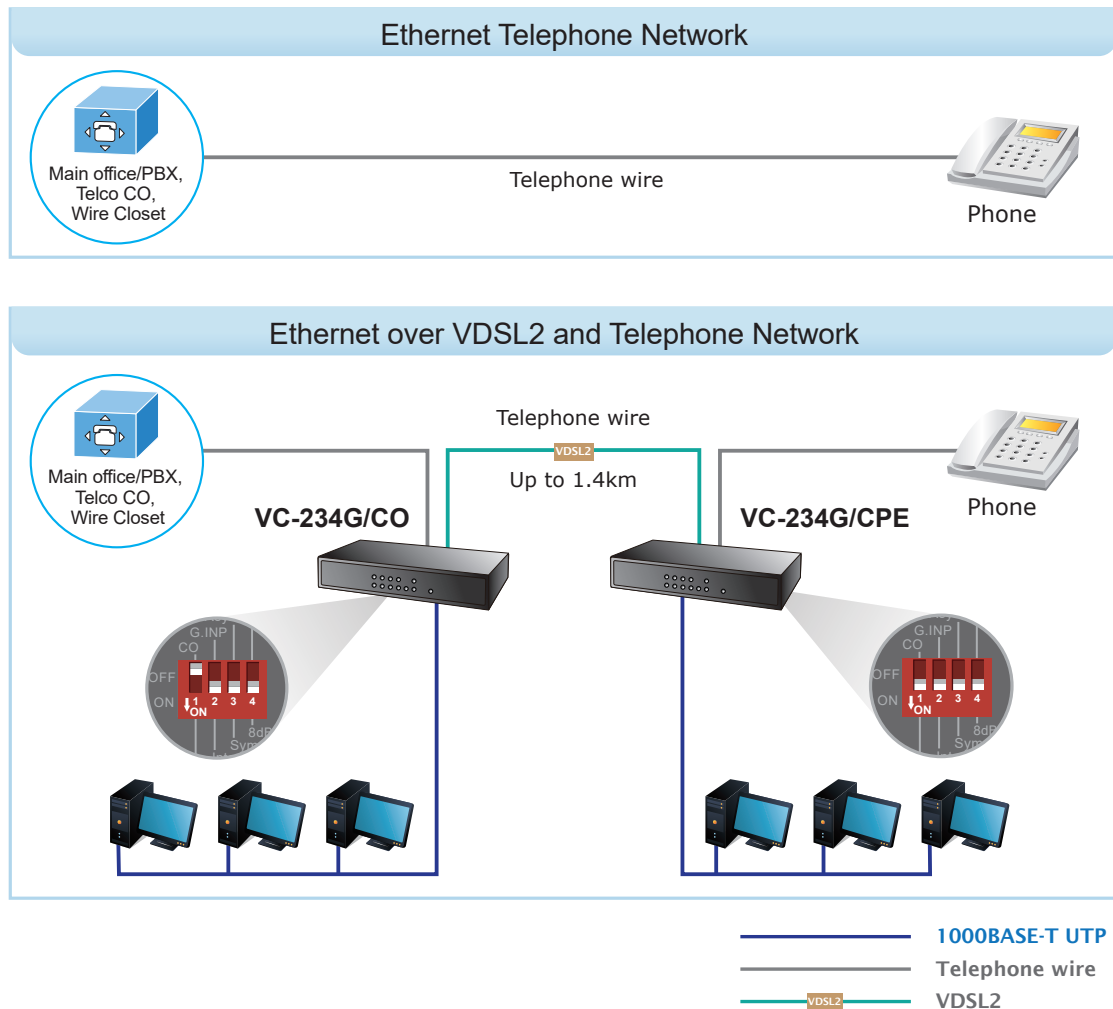 Ethernet Telephone Network
Main office/PBX,
Telco CO,
Wire Closet
Telephone wire
Phone
Ethernet over VDSL2 and Telephone Network
Main office/PBX,
Telco CO,
Wire Closet
Telephone wire
VDSL2
Up to 1.4km
Phone
VC-234G/CO
VC-234G/CPE
G.INP
CO
OFF
ON
1 2 3 4
ON
8dB
Sym
G.INP
CO
OFF
ON
1 2 3 4
ON
8dB
Sym
1000BASE-T UTP
Telephone wire
VDSL2
VDSL2